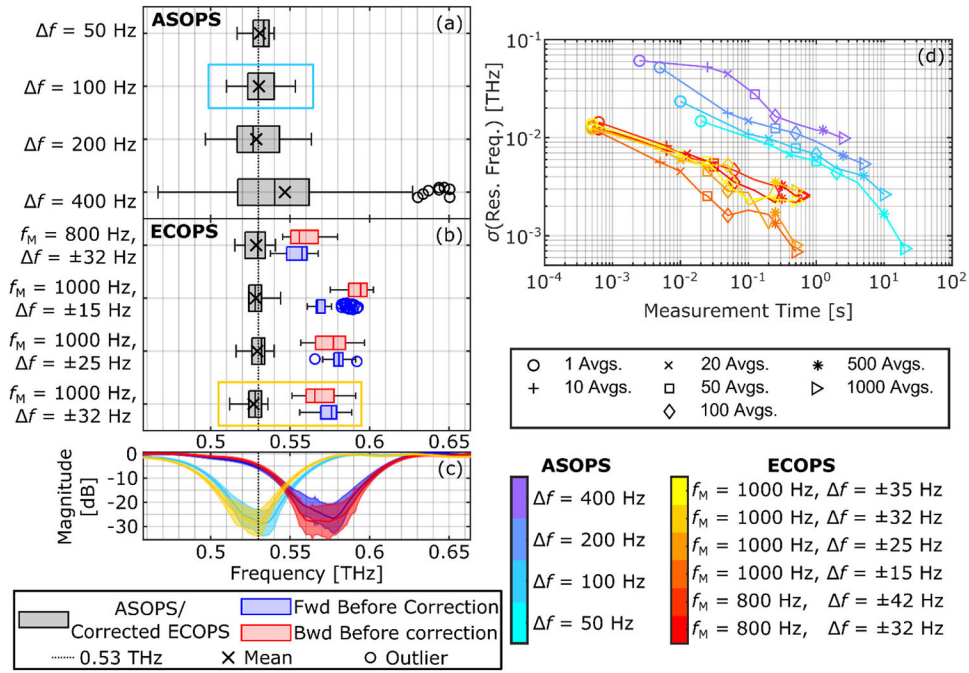 ASOPS
(a)
Δf = 50 Hz
Δf = 100 Hz
Δf = 200 Hz
Δf = 400 Hz
ECOPS
(b)
fM = 800 Hz,
Δf = ±32 Hz
fM = 1000 Hz,
Δf = ±15 Hz
fM = 1000 Hz,
Δf = ±25 Hz
fM = 1000 Hz,
Δf = ±32 Hz
0.5 0.55 0.6 0.65
(c)
Magnitude
[dB]
0
-10
-20
-30
0.5 0.55 0.6 0.65
Frequency [THz]
ASOPS/
Corrected ECOPS
Fwd Before Correction
Bwd Before correction
0.53 THz
Mean
Outlier
(d)
σ(Res. Freq.) [THz]
10-1
10-2
10-3
10-4 10-3 10-2 10-1 100 101 102
Measurement Time [s]
1 Avgs. 20 Avgs. 500 Avgs.
10 Avgs. 50 Avgs. 1000 Avgs.
100 Avgs.
ASOPS
Δf = 400 Hz
Δf = 200 Hz
Δf = 100 Hz
Δf = 50 Hz
ECOPS
fM = 1000 Hz, Δf = ±35 Hz
fM = 1000 Hz, Δf = ±32 Hz
fM = 1000 Hz, Δf = ±25 Hz
fM = 1000 Hz, Δf = ±15 Hz
fM = 800 Hz, Δf = ±42 Hz
fM = 800 Hz, Δf = ±32 Hz